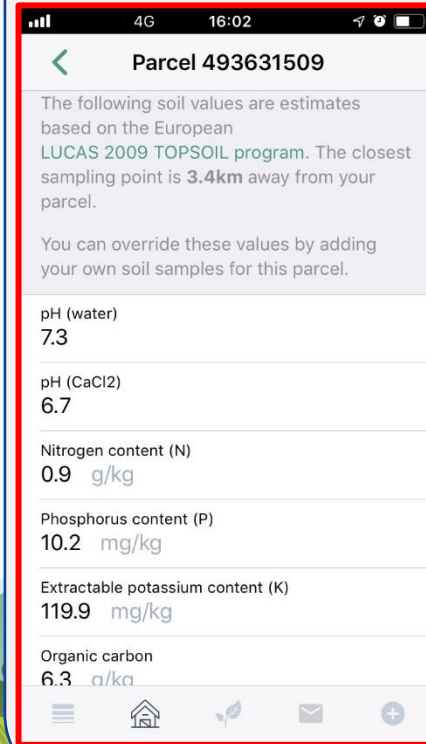 4G 16:02
Parcel 493631509
The following soil values are estimates
based on the European
LUCAS 2009 TOPSOIL program. The closest
sampling point is 3.4km away from your
parcel.
You can override these values by adding
your own soil samples for this parcel.
pH (water)
7.3
pH (CaCl2)
6.7
Nitrogen content (N)
0.9 g/kg
Phosphorus content (P)
10.2 mg/kg
Extractable potassium content (K)
119.9 mg/kg
Organic carbon
6.3 g/kg